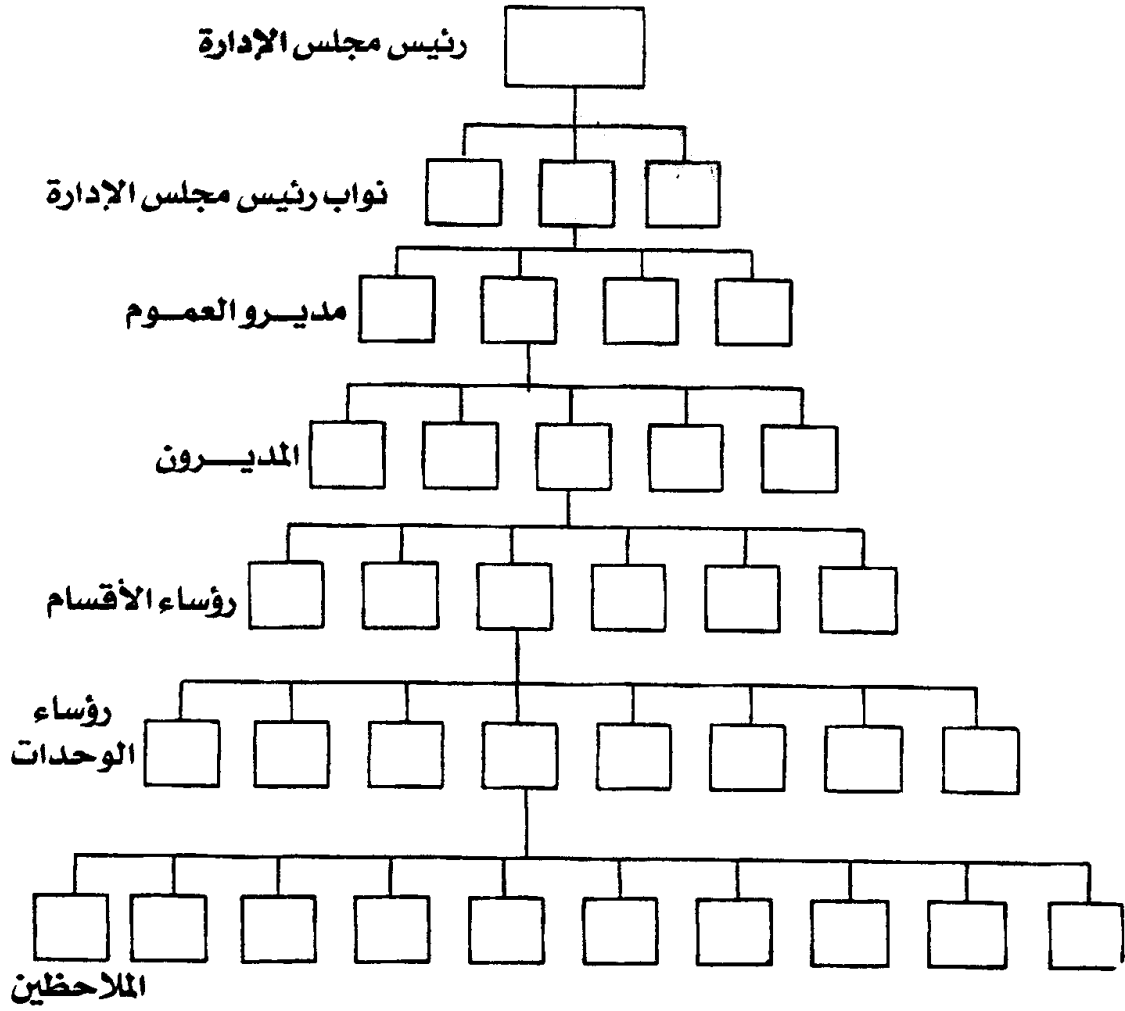 رئيس مجلس الإدارة
نواب رئيس مجلس الإدارة
مديرو العموم
المديرون
رؤساء الأقسام
رؤساء
الوحدات
الملاحظين